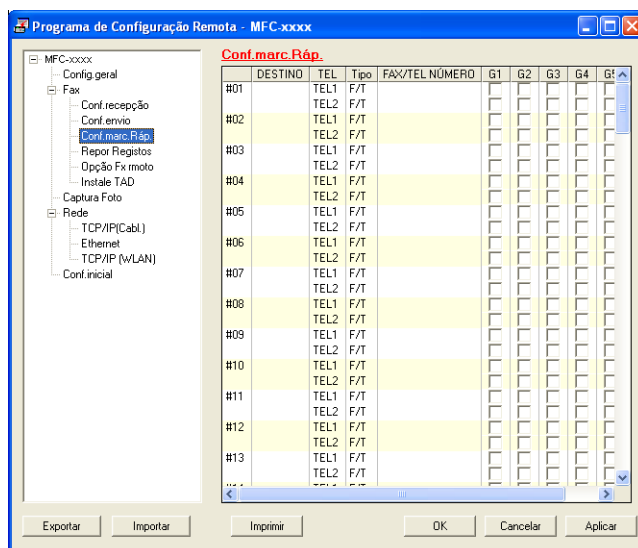 Programa de Configuração Remota - MFC-xxxx
MFC-xxxx
Config.geral
Fax
Conf.recepção
Conf.envio
Conf.marc.Ráp.
Repor Registos
Opção Fx rmoto
Instale TAD
Captura Foto
Rede
TCP/IP(Cabl.)
Ethernet
TCP/IP (WLAN)
Conf.inicial
Conf.marc.Ráp.
DESTINO TEL Tipo FAX/TEL NÚMERO G1 G2 G3 G4 G5
#01 TEL1 F/T
TEL2 F/T
#02 TEL1 F/T
TEL2 F/T
#03 TEL1 F/T
TEL2 F/T
#04 TEL1 F/T
TEL2 F/T
#05 TEL1 F/T
TEL2 F/T
#06 TEL1 F/T
TEL2 F/T
#07 TEL1 F/T
TEL2 F/T
#08 TEL1 F/T
TEL2 F/T
#09 TEL1 F/T
TEL2 F/T
#10 TEL1 F/T
TEL2 F/T
#11 TEL1 F/T
TEL2 F/T
#12 TEL1 F/T
TEL2 F/T
#13 TEL1 F/T
TEL2 F/T
Exportar Importar Imprimir OK Cancelar Aplicar